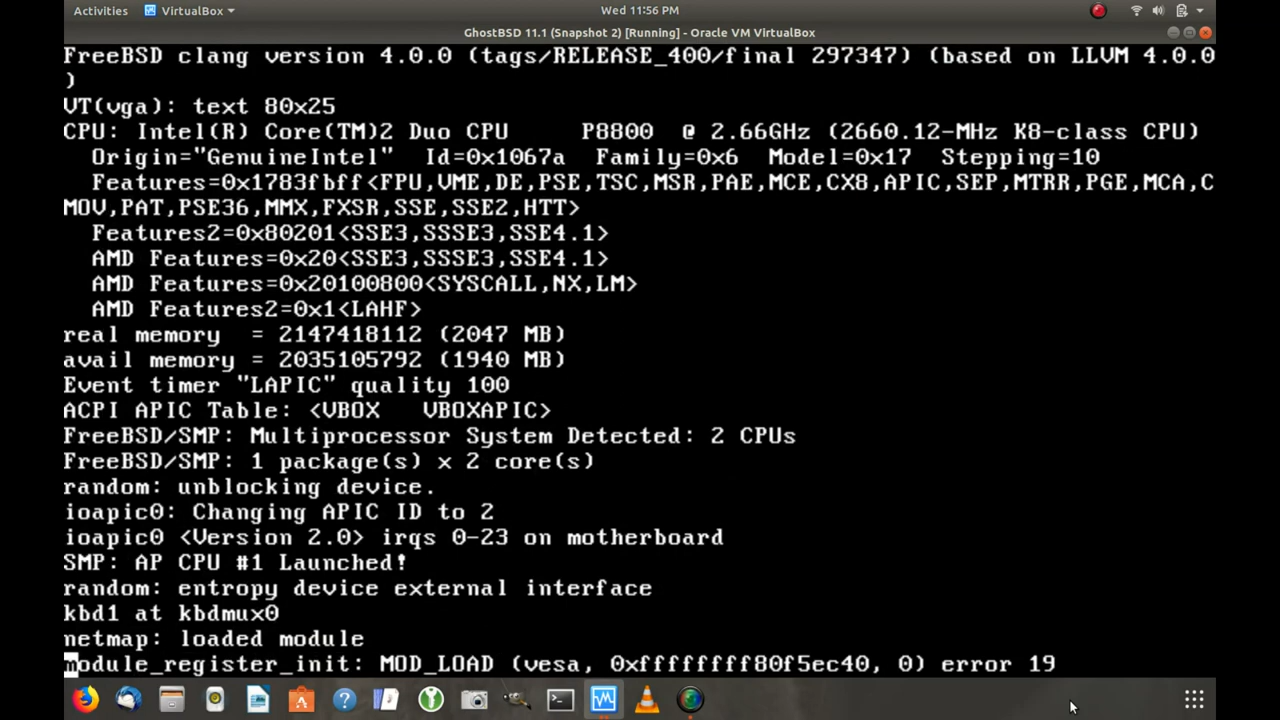 Activities VirtualBox Wed 11:56 PM
GhostBSD 11.1 (Snapshot 2) [Running] - Oracle VM VirtualBox
FreeBSD clang version 4.0.0 (tags/RELEASE_400/final 297347) (based on LLVM 4.0.0
)
VT(vga): text 80x25
CPU: Intel(R) Core(TM)2 Duo CPU     P8800  @ 2.66GHz (2660.12-MHz K8-class CPU)
  Origin="GenuineIntel"  Id=0x1067a  Family=0x6  Model=0x17  Stepping=10
  Features=0x1783fbff<FPU,VME,DE,PSE,TSC,MSR,PAE,MCE,CX8,APIC,SEP,MTRR,PGE,MCA,C
MOV,PAT,PSE36,MMX,FXSR,SSE,SSE2,HTT>
  Features2=0x80201<SSE3,SSSE3,SSE4.1>
  AMD Features=0x20<SSE3,SSSE3,SSE4.1>
  AMD Features=0x20100800<SYSCALL,NX,LM>
  AMD Features2=0x1<LAHF>
real memory  = 2147418112 (2047 MB)
avail memory = 2035105792 (1940 MB)
Event timer "LAPIC" quality 100
ACPI APIC Table: <VBOX   VBOXAPIC>
FreeBSD/SMP: Multiprocessor System Detected: 2 CPUs
FreeBSD/SMP: 1 package(s) x 2 core(s)
random: unblocking device.
ioapic0: Changing APIC ID to 2
ioapic0 <Version 2.0> irqs 0-23 on motherboard
SMP: AP CPU #1 Launched!
random: entropy device external interface
kbd1 at kbdmux0
netmap: loaded module
module_register_init: MOD_LOAD (vesa, 0xffffffff80f5ec40, 0) error 19